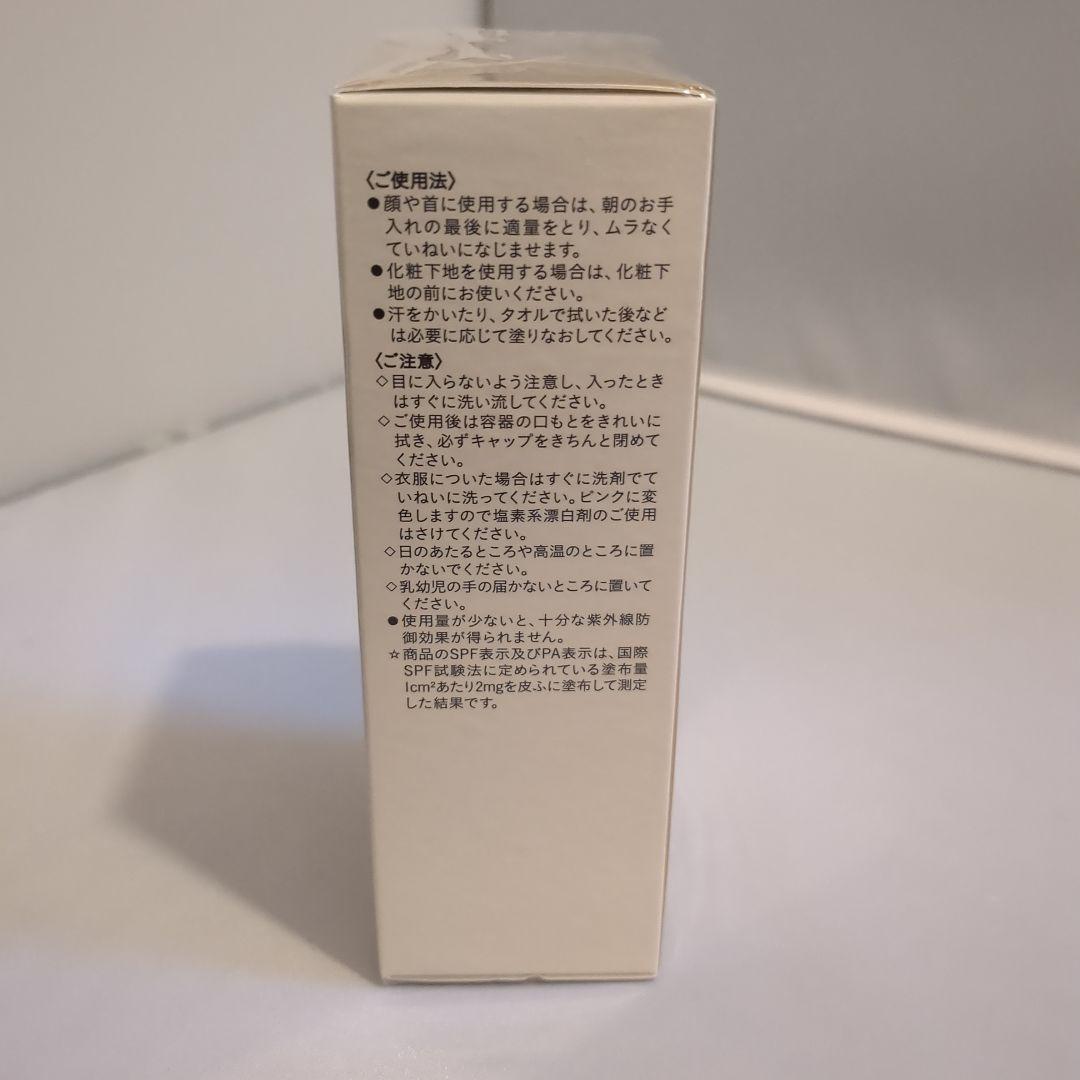 〈ご使用法〉
●顔や首に使用する場合は、朝のお手
入れの最後に適量をとり、ムラなく
ていねいになじませます。
●化粧下地を使用する場合は、化粧下
地の前にお使いください。
●汗をかいたり、タオルで拭いた後など
は必要に応じて塗りなおしてください。
〈ご注意〉
◇目に入らないよう注意し、入ったとき
はすぐに洗い流してください。
◇ご使用後は容器の口もとをきれいに
拭き、必ずキャップをきちんと閉めて
ください。
◇衣服についた場合はすぐに洗剤でて
いねいに洗ってください。ピンクに変
色しますので塩素系漂白剤のご使用
はさけてください。
◇日のあたるところや高温のところに置
かないでください。
◇乳幼児の手の届かないところに置いて
ください。
●使用量が少ないと、十分な紫外線防
御効果が得られません。
☆商品のSPF表示及びPA表示は、国際
SPF試験法に定められている塗布量
1cm²あたり2mgを皮ふに塗布して測定
した結果です。